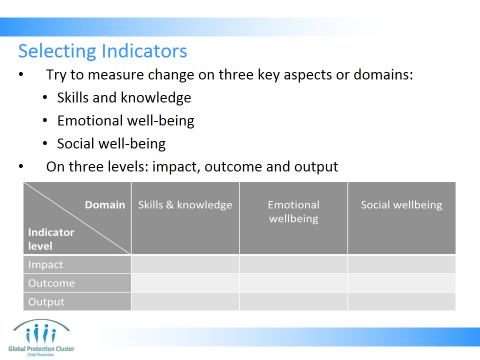 Selecting Indicators
• Try to measure change on three key aspects or domains:
• Skills and knowledge
• Emotional well-being
• Social well-being
• On three levels: impact, outcome and output
Domain
Indicator
level
Skills & knowledge
Emotional
wellbeing
Social wellbeing
Impact
Outcome
Output
Global Protection Cluster
Child Protection